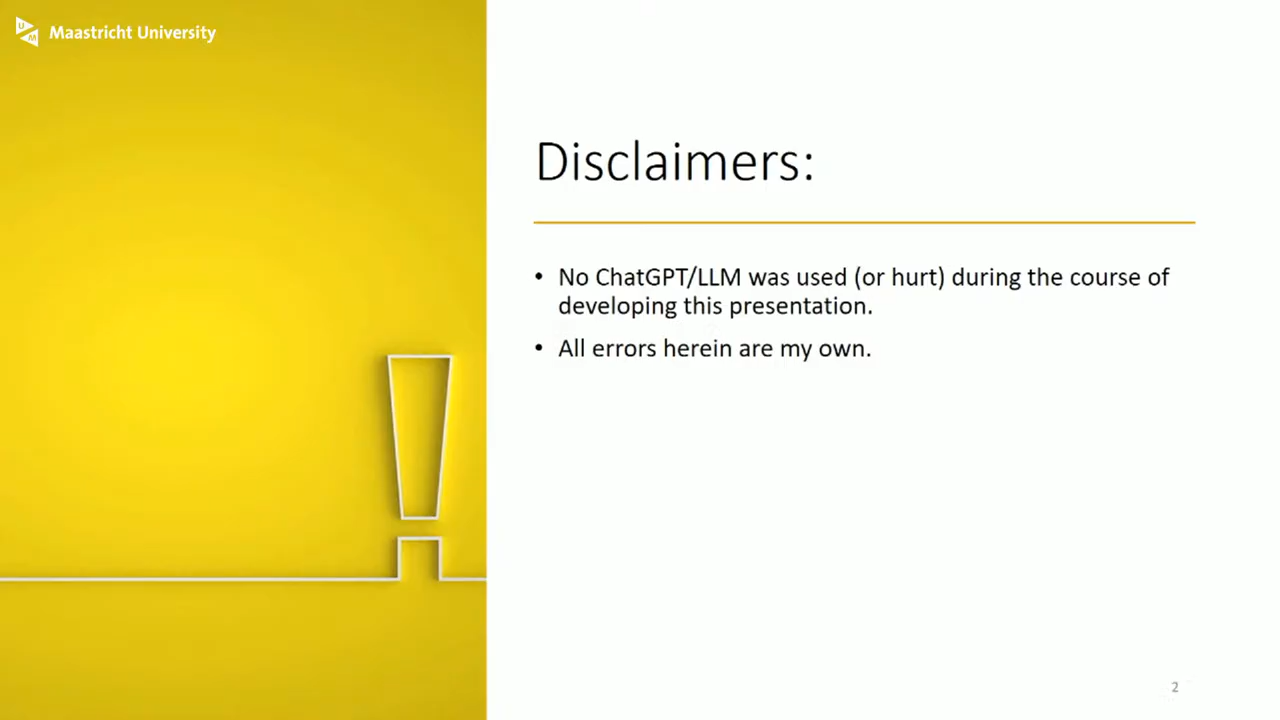 Maastricht University
Disclaimers:
• No ChatGPT/LLM was used (or hurt) during the course of
developing this presentation.
• All errors herein are my own.
2